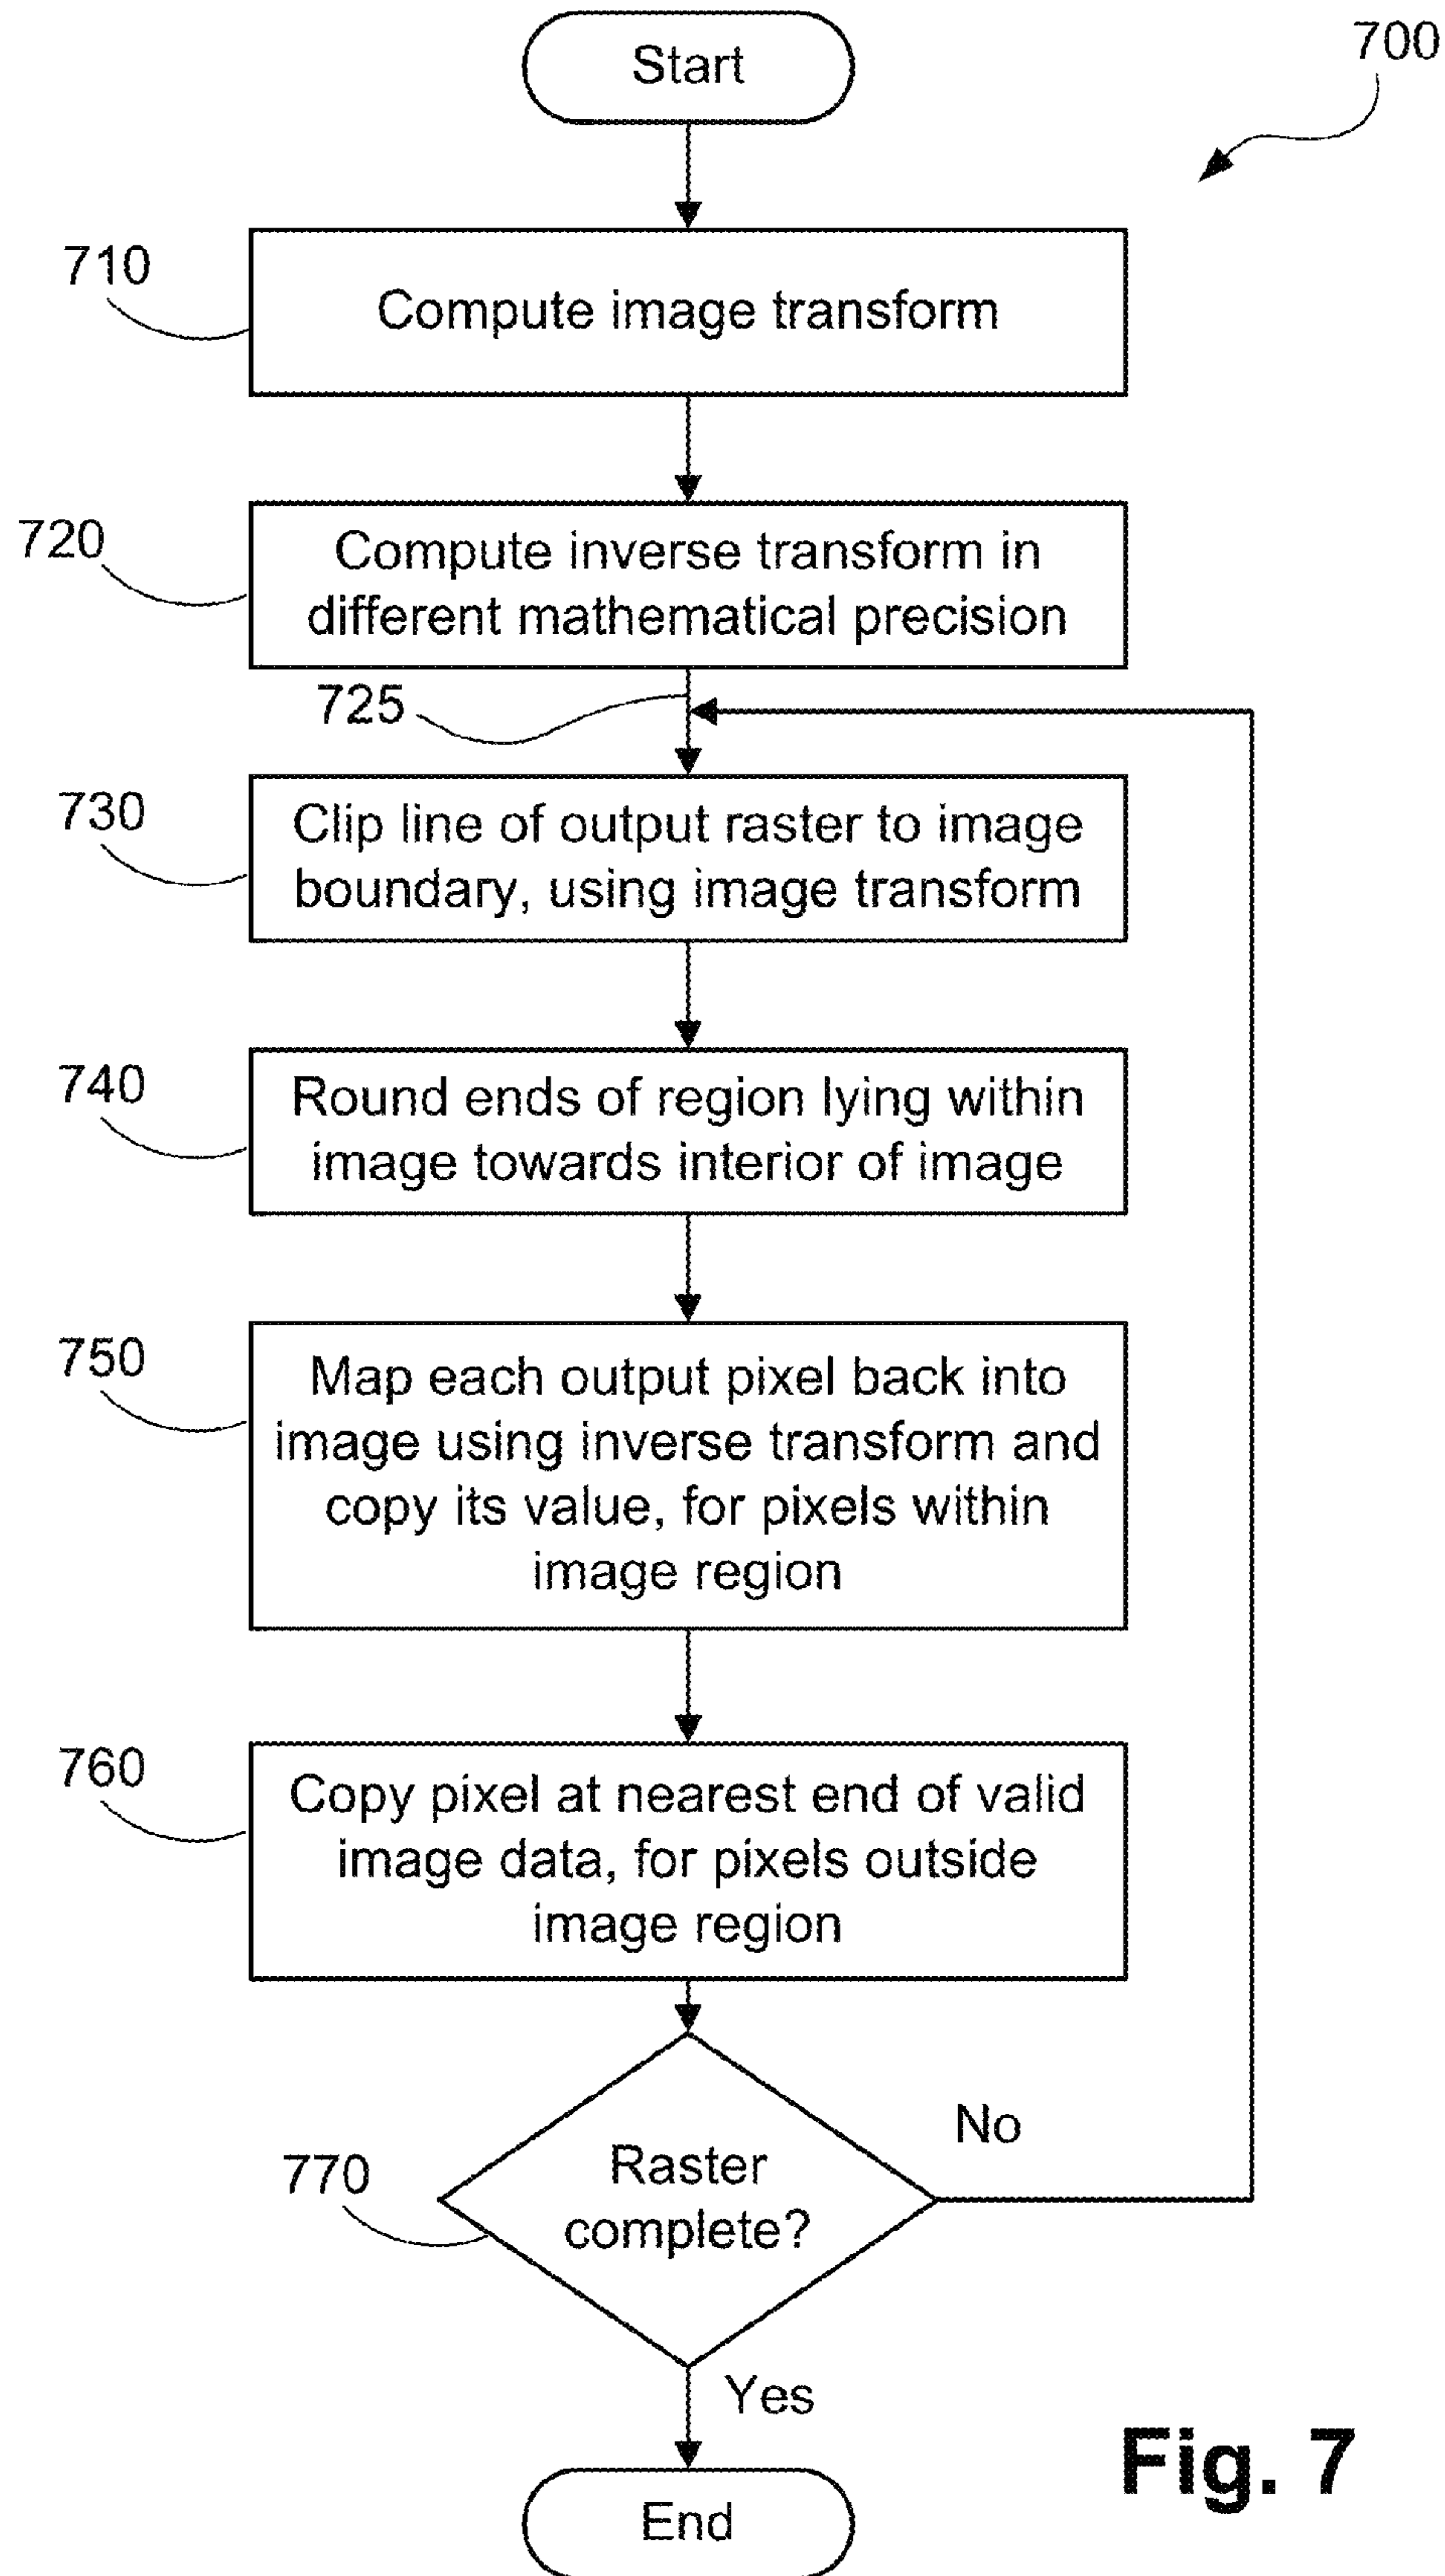 Start
700
710
Compute image transform
720
Compute inverse transform in
different mathematical precision
725
730
Clip line of output raster to image
boundary, using image transform
740
Round ends of region lying within
image towards interior of image
750
Map each output pixel back into
image using inverse transform and
copy its value, for pixels within
image region
760
Copy pixel at nearest end of valid
image data, for pixels outside
image region
770
Raster
complete?
No
Yes
End
Fig. 7